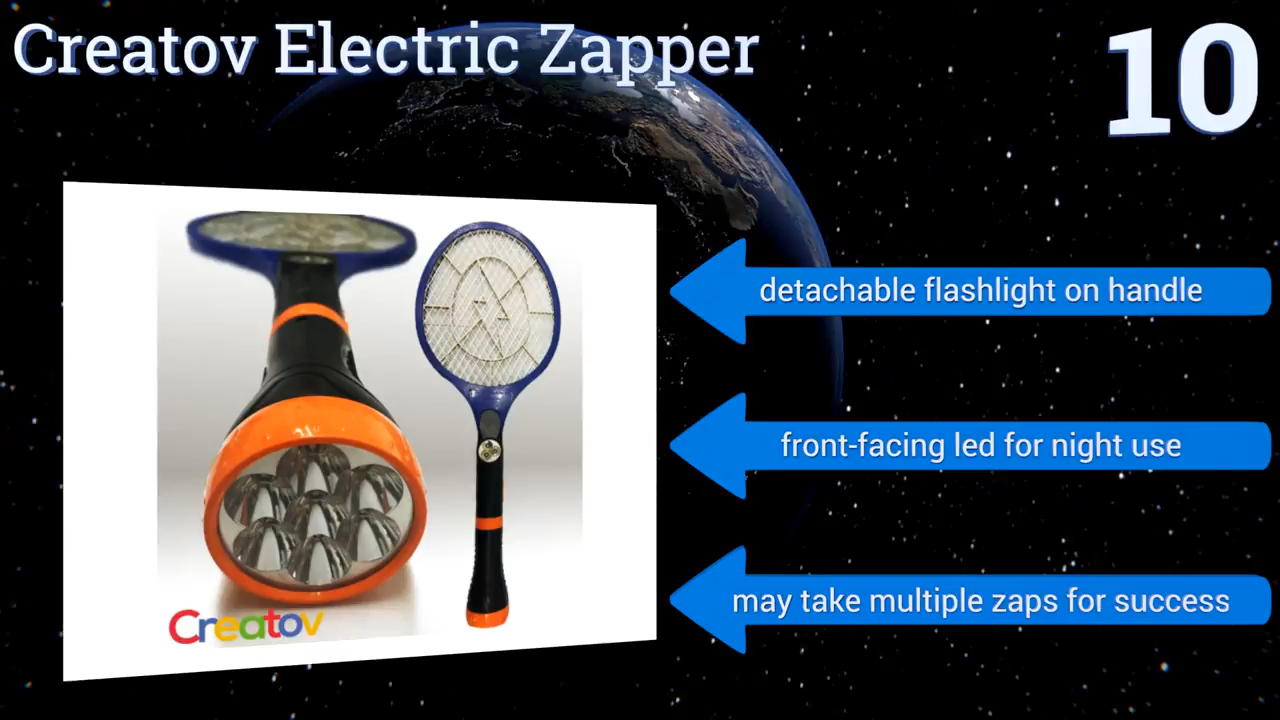 Creatov Electric Zapper
10
detachable flashlight on handle
front-facing led for night use
may take multiple zaps for success
Creatov